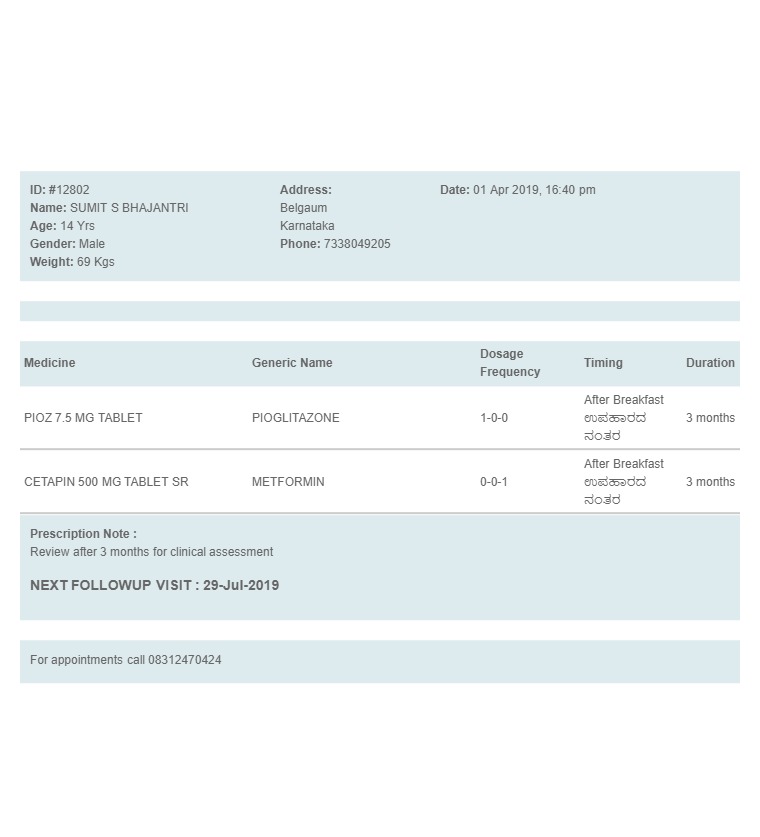 ID: #12802
Name: SUMIT S BHAJANTRI
Age: 14 Yrs
Gender: Male
Weight: 69 Kgs
Address:
Belgaum
Karnataka
Phone: 7338049205
Date: 01 Apr 2019, 16:40 pm
Medicine Generic Name Dosage Frequency Timing Duration
PIOZ 7.5 MG TABLET PIOGLITAZONE 1-0-0 After Breakfast 3 months
ಉಪಹಾರದ
ನಂತರ
CETAPIN 500 MG TABLET SR METFORMIN 0-0-1 After Breakfast 3 months
ಉಪಹಾರದ
ನಂತರ
Prescription Note :
Review after 3 months for clinical assessment
NEXT FOLLOWUP VISIT : 29-Jul-2019
For appointments call 08312470424